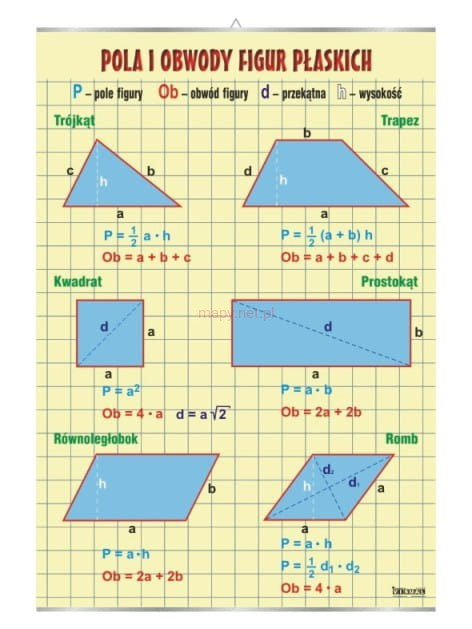 POLA I OBWODY FIGUR PŁASKICH
P – pole figury Ob – obwód figury d – przekątna h – wysokość
Trójkąt
c h b
a
P = 1/2 a · h
Ob = a + b + c
Trapez
b
d h c
a
P = 1/2 (a + b) h
Ob = a + b + c + d
Kwadrat
d a
a
P = a²
Ob = 4 · a d = a√2
Prostokąt
d b
a
P = a · b
Ob = 2a + 2b
mapy.net.pl
Równoległobok
h b
a
P = a·h
Ob = 2a + 2b
Romb
d₂
h d₁ a
a
P = a · h
P = 1/2 d₁ · d₂
Ob = 4 · a